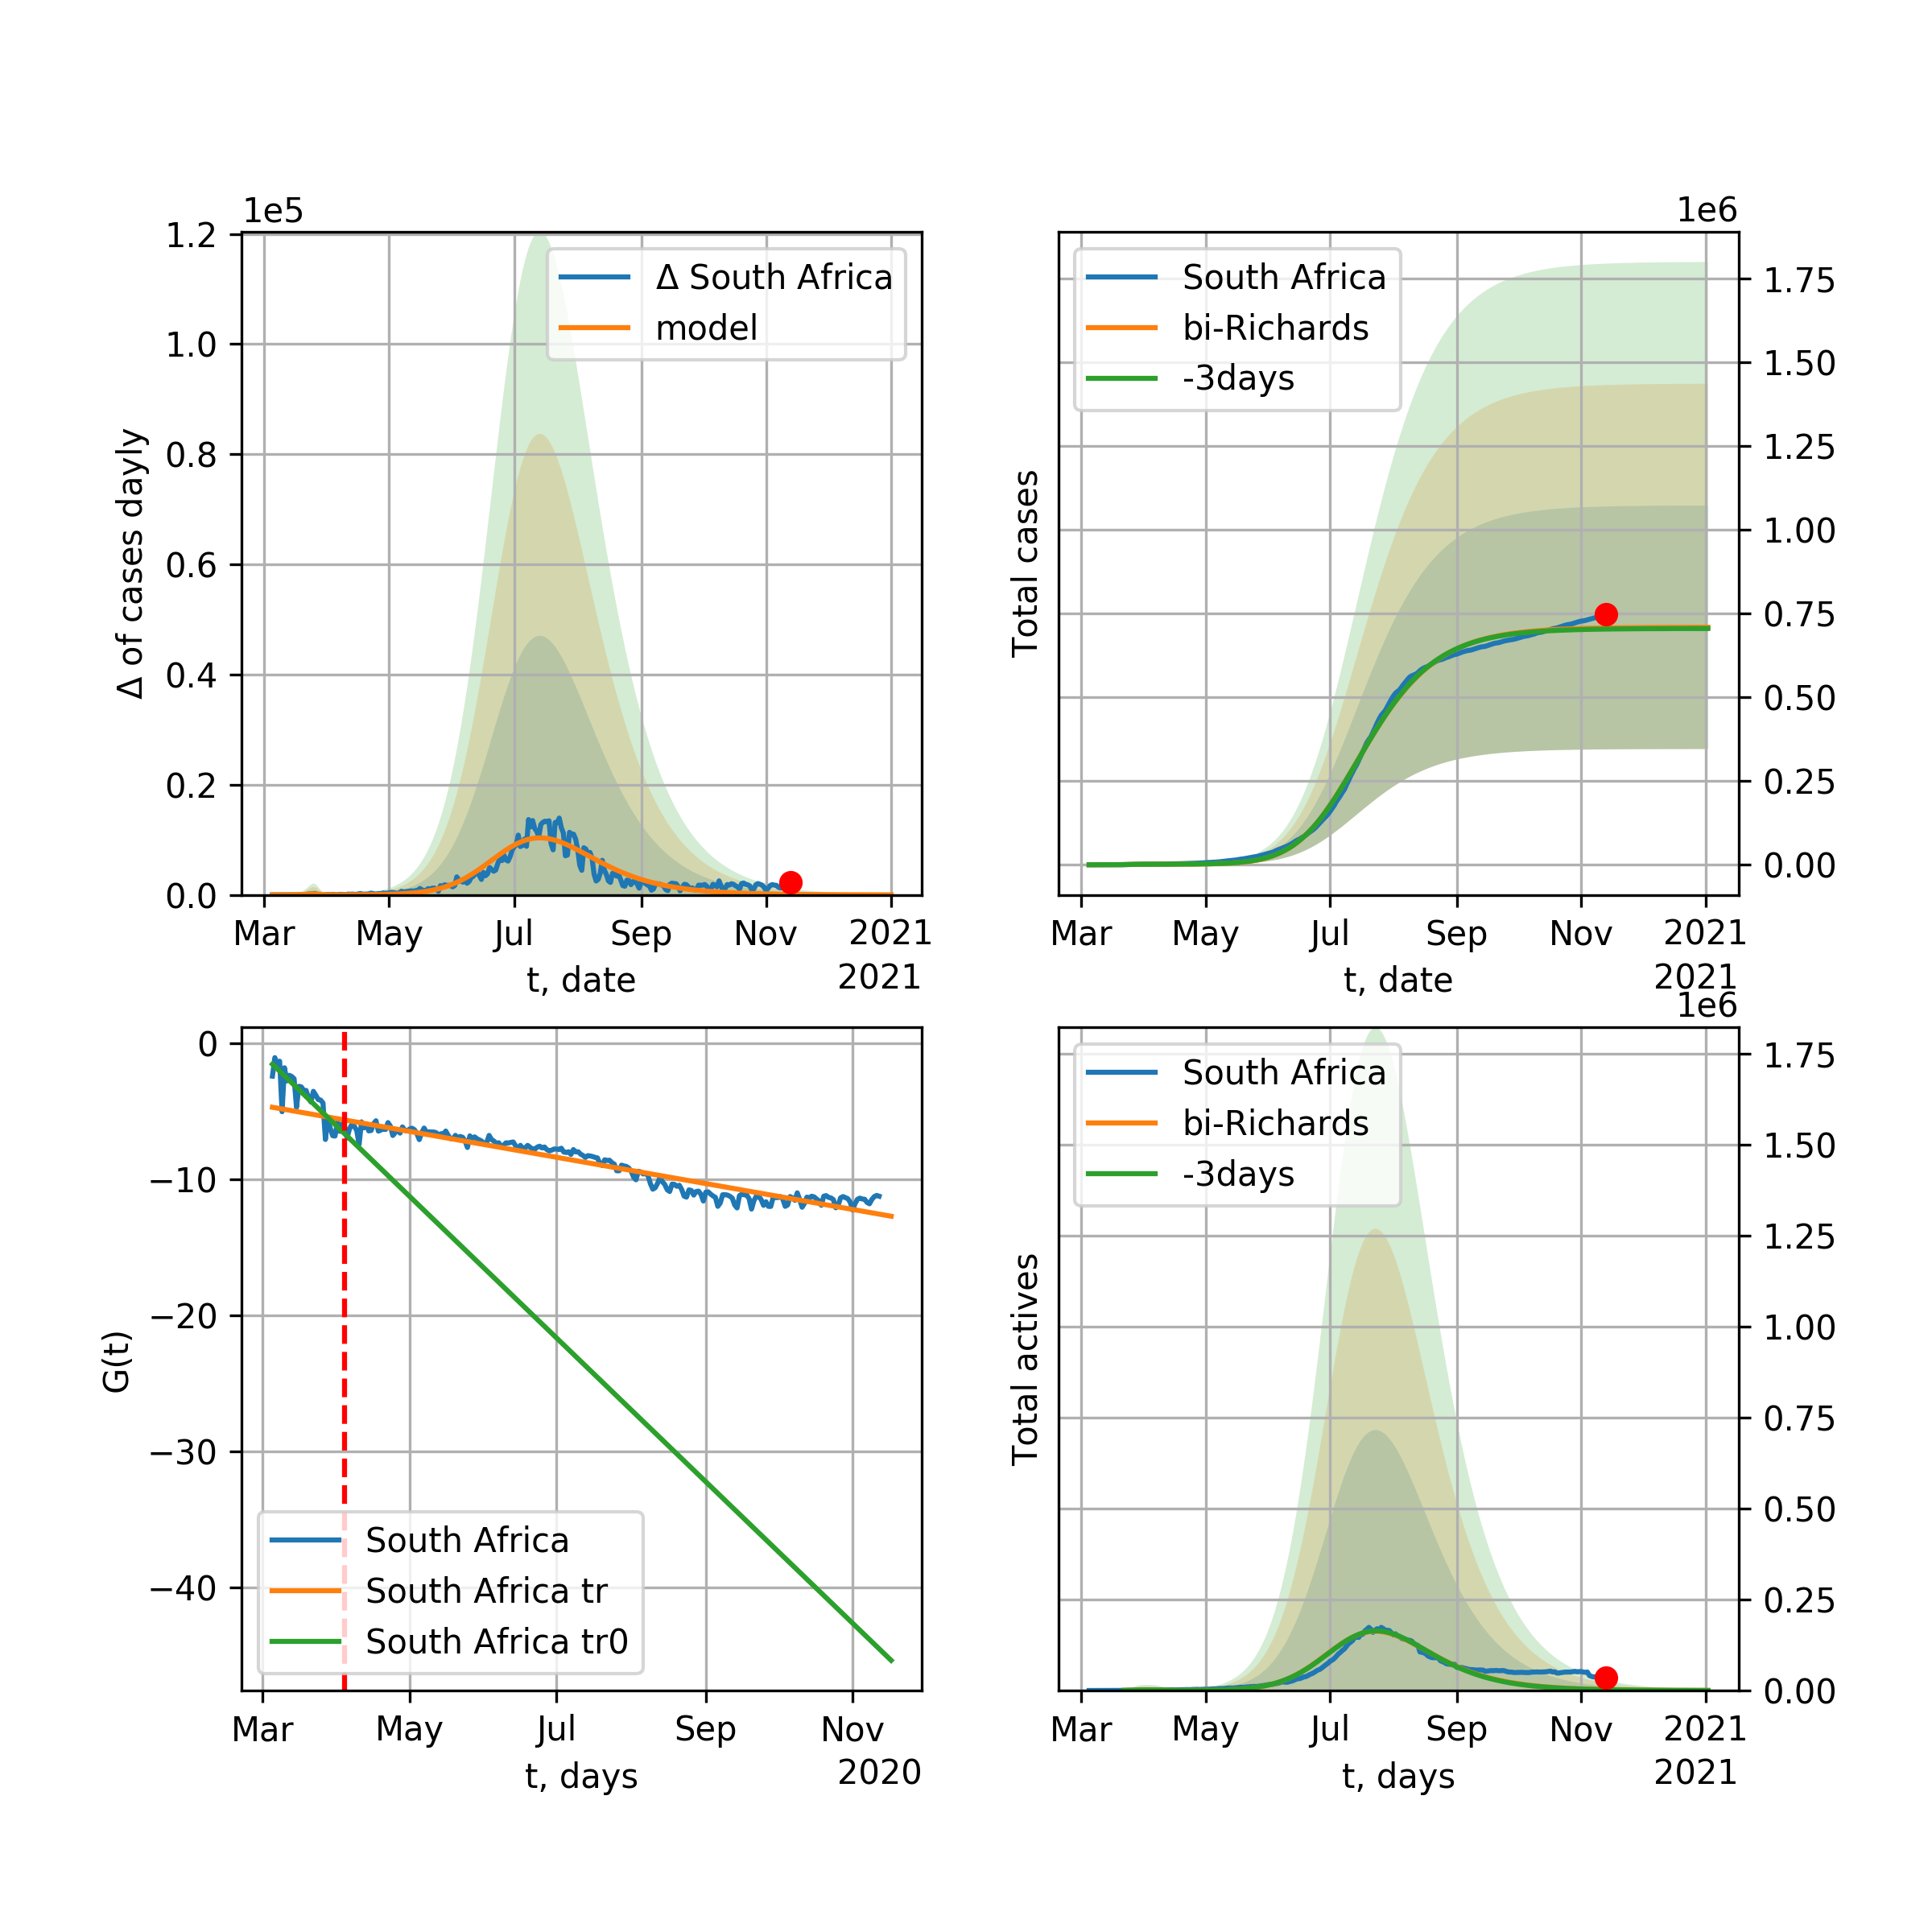 1e5
1.2
1.0
0.8
0.6
0.4
0.2
0.0
Δ of cases dayly
Δ South Africa
model
Mar May Jul Sep Nov 2021
t, date
2021
1e6
Total cases
South Africa
bi-Richards
-3days
1.75
1.50
1.25
1.00
0.75
0.50
0.25
0.00
Mar May Jul Sep Nov 2021
t, date
2021
0
−10
−20
−30
−40
G(t)
South Africa
South Africa tr
South Africa tr0
Mar May Jul Sep Nov
t, days
2020
1e6
Total actives
South Africa
bi-Richards
-3days
1.75
1.50
1.25
1.00
0.75
0.50
0.25
0.00
Mar May Jul Sep Nov 2021
t, days
2021